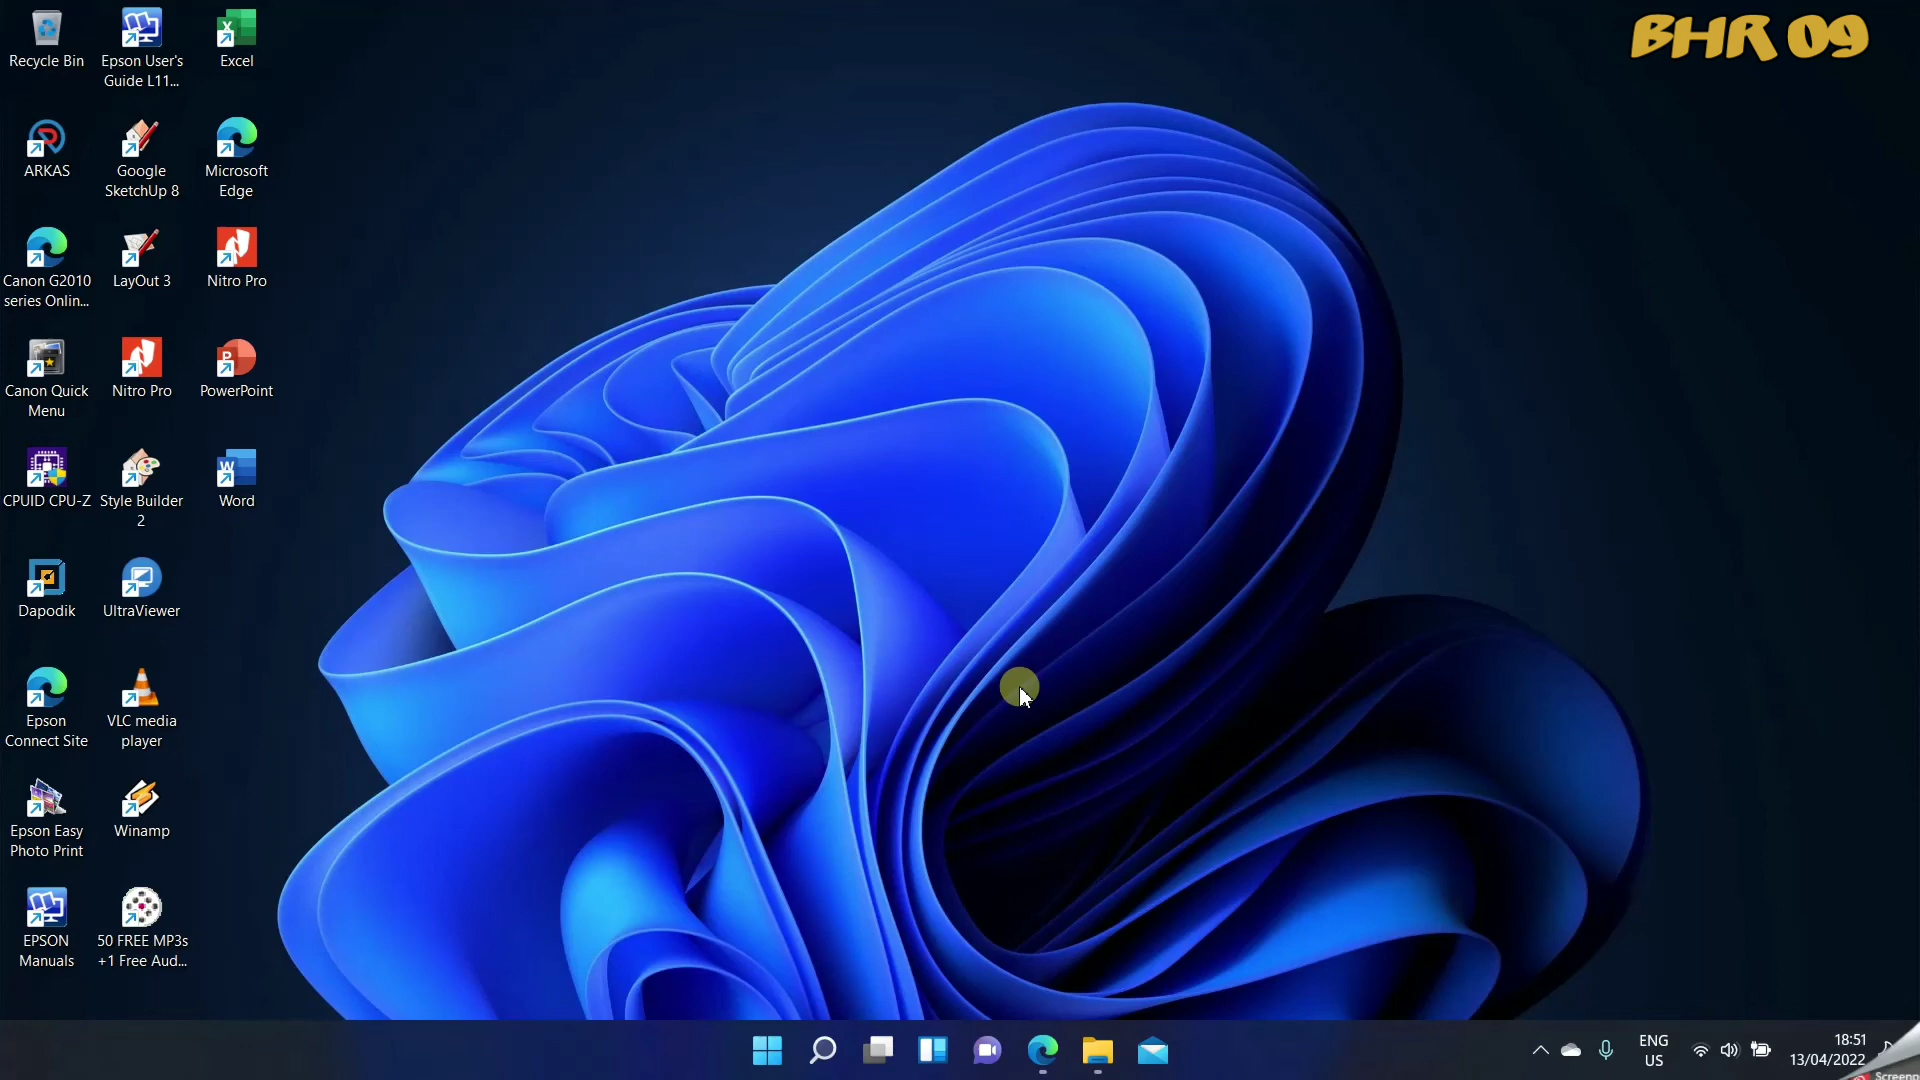 BHR 09
Recycle Bin
Epson User's
Guide L11...
Excel
ARKAS
Google
SketchUp 8
Microsoft
Edge
Canon G2010
series Onlin...
LayOut 3
Nitro Pro
Canon Quick
Menu
Nitro Pro
PowerPoint
CPUID CPU-Z
Style Builder
2
Word
Dapodik
UltraViewer
Epson
Connect Site
VLC media
player
Epson Easy
Photo Print
Winamp
EPSON
Manuals
50 FREE MP3s
+1 Free Aud...
ENG
US
18:51
13/04/2022